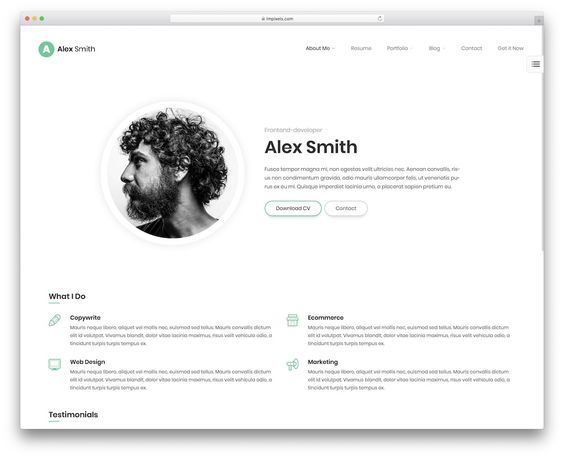 lmpixels.com
A Alex Smith
About Me Resume Portfolio Blog Contact Get it Now
Frontend-developer
Alex Smith
Fusce tempor magna mi, non egestas velit ultricies nec. Aenean convallis, ris-
us non condimentum gravida, odio mauris ullamcorper felis, ut venenatis pu-
rus ex eu mi. Quisque imperdiet lacinia urna, a placerat sapien pretium eu.
Download CV Contact
What I Do
Copywrite
Mauris neque libero, aliquet vel mollis nec, euismod sed tellus. Mauris convallis dictum
elit id volutpat. Vivamus blandit, dolor vitae lacinia maximus, risus velit vehicula odio, a
tincidunt turpis turpis tempus ex.
Ecommerce
Mauris neque libero, aliquet vel mollis nec, euismod sed tellus. Mauris convallis dictum
elit id volutpat. Vivamus blandit, dolor vitae lacinia maximus, risus velit vehicula odio, a
tincidunt turpis turpis tempus ex.
Web Design
Mauris neque libero, aliquet vel mollis nec, euismod sed tellus. Mauris convallis dictum
elit id volutpat. Vivamus blandit, dolor vitae lacinia maximus, risus velit vehicula odio, a
tincidunt turpis turpis tempus ex.
Marketing
Mauris neque libero, aliquet vel mollis nec, euismod sed tellus. Mauris convallis dictum
elit id volutpat. Vivamus blandit, dolor vitae lacinia maximus, risus velit vehicula odio, a
tincidunt turpis turpis tempus ex.
Testimonials